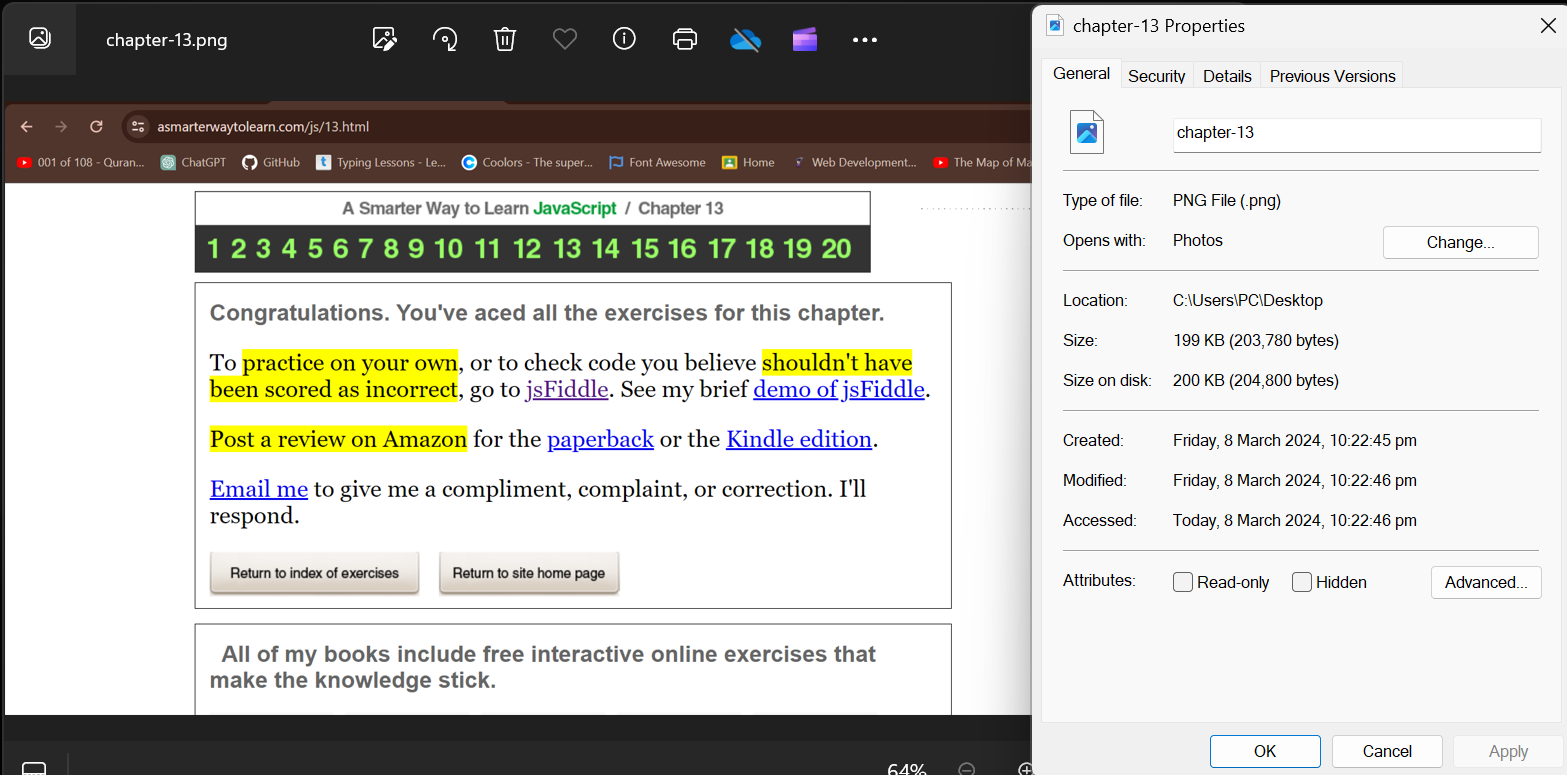 chapter-13.png
asmarterwaytolearn.com/js/13.html
001 of 108 - Quran... ChatGPT GitHub Typing Lessons - Le... Coolors - The super... Font Awesome Home Web Development... The Map of Ma
A Smarter Way to Learn JavaScript / Chapter 13
1 2 3 4 5 6 7 8 9 10 11 12 13 14 15 16 17 18 19 20
Congratulations. You've aced all the exercises for this chapter.
To practice on your own, or to check code you believe shouldn't have
been scored as incorrect, go to jsFiddle. See my brief demo of jsFiddle.
Post a review on Amazon for the paperback or the Kindle edition.
Email me to give me a compliment, complaint, or correction. I'll
respond.
Return to index of exercises Return to site home page
All of my books include free interactive online exercises that
make the knowledge stick.
64%
chapter-13 Properties
General Security Details Previous Versions
chapter-13
Type of file: PNG File (.png)
Opens with: Photos Change...
Location: C:\Users\PC\Desktop
Size: 199 KB (203,780 bytes)
Size on disk: 200 KB (204,800 bytes)
Created: Friday, 8 March 2024, 10:22:45 pm
Modified: Friday, 8 March 2024, 10:22:46 pm
Accessed: Today, 8 March 2024, 10:22:46 pm
Attributes: Read-only Hidden Advanced...
OK Cancel Apply